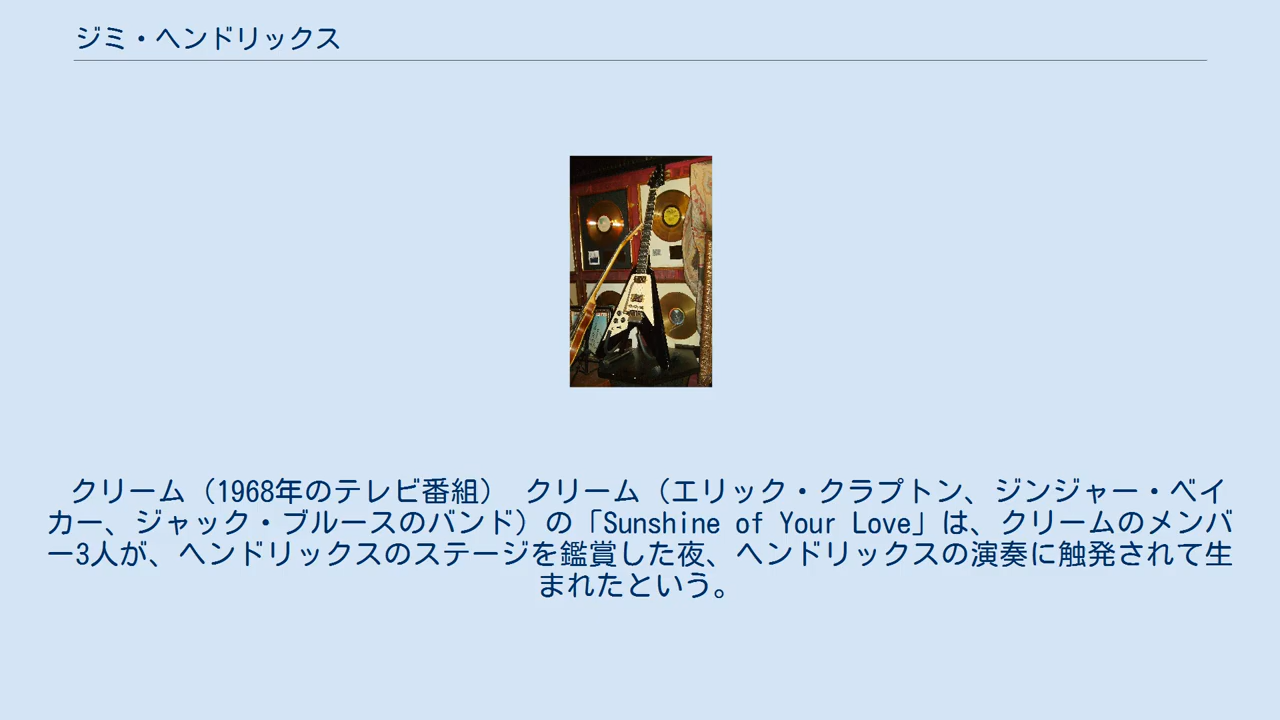 ジミ・ヘンドリックス
クリーム（1968年のテレビ番組） クリーム（エリック・クラプトン、ジンジャー・ベイ
カー、ジャック・ブルースのバンド）の「Sunshine of Your Love」は、クリームのメンバ
ー3人が、ヘンドリックスのステージを鑑賞した夜、ヘンドリックスの演奏に触発されて生
まれたという。